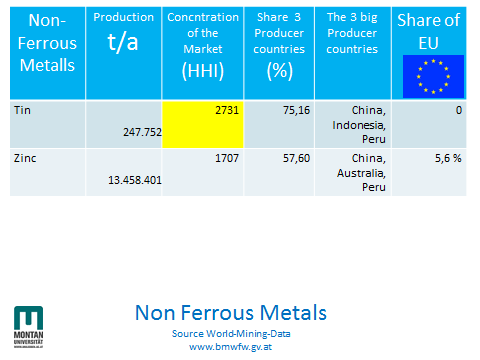 Non-
Ferrous
Metalls
Production
t/a
Concntration
of the
Market
(HHI)
Share 3
Producer
countries
(%)
The 3 big
Producer
countries
Share of
EU
Tin
247.752
2731
75,16
China,
Indonesia,
Peru
0
Zinc
13.458.401
1707
57,60
China,
Australia,
Peru
5,6 %
Non Ferrous Metals
Source World-Mining-Data
www.bmwfw.gv.at
MONTAN
UNIVERSITÄT